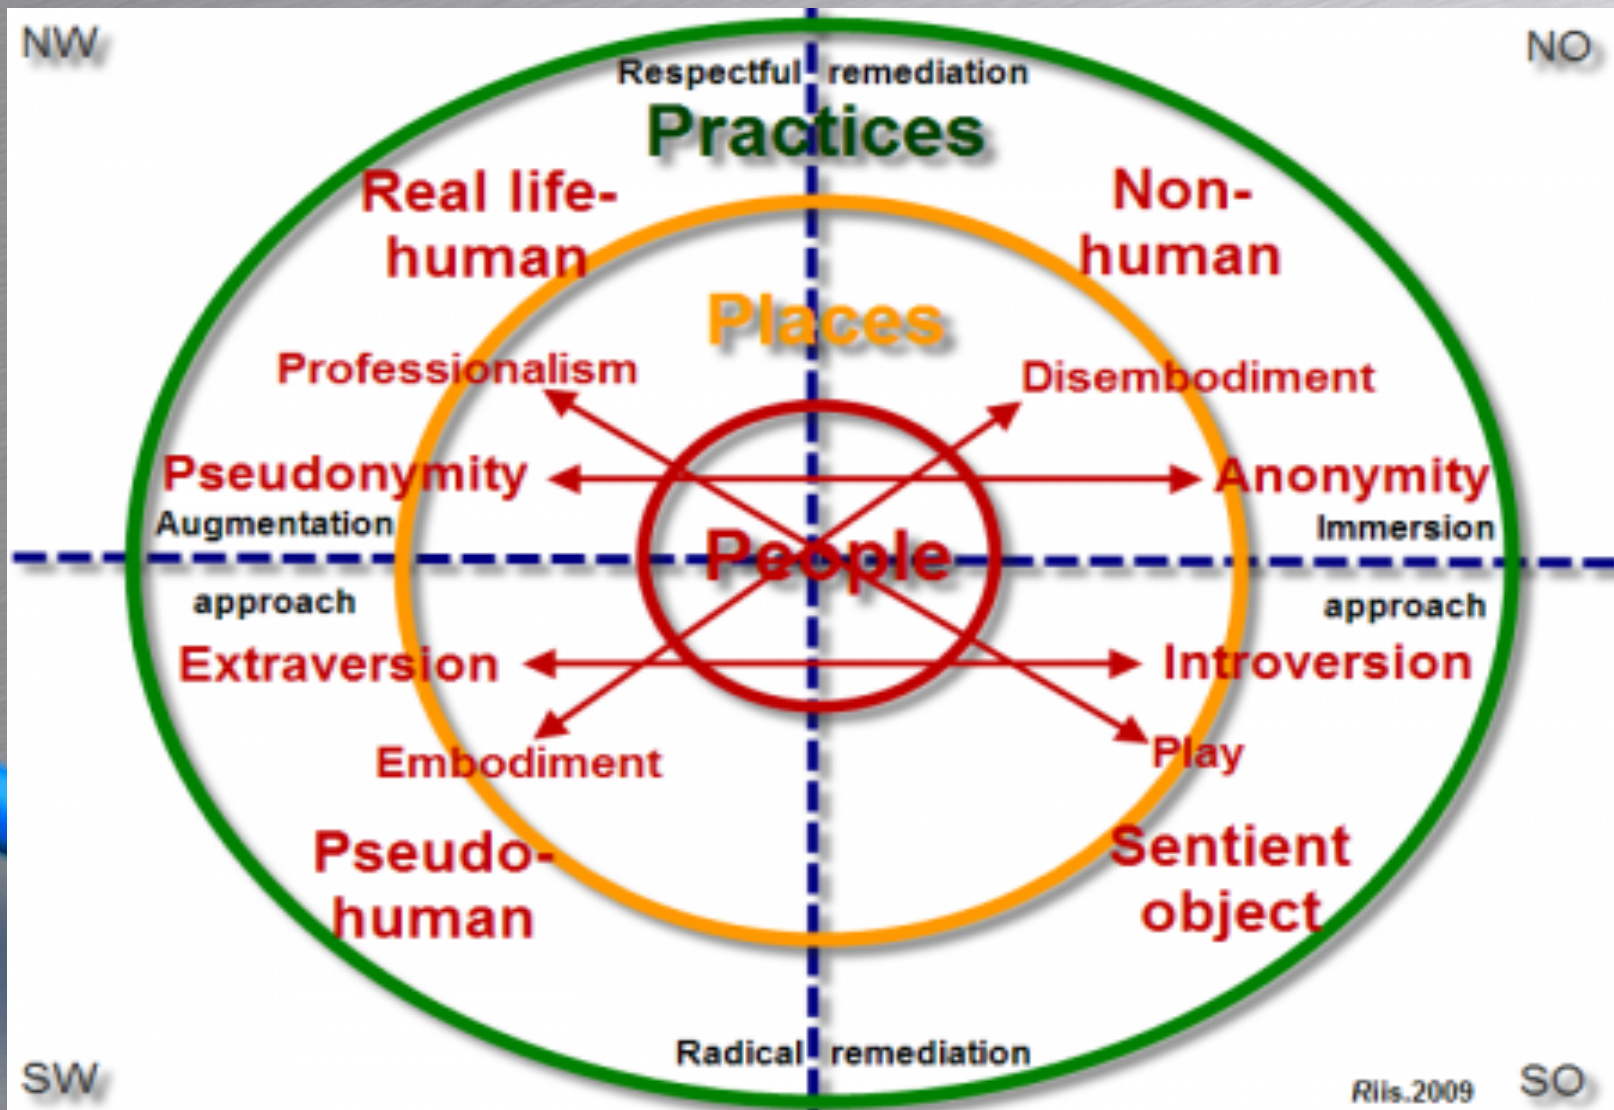 NW
NO
Respectful remediation
Practices
Real life-
human
Non-
human
Places
Professionalism
Disembodiment
Pseudonymity
Anonymity
Augmentation
Immersion
People
approach
approach
Extraversion
Introversion
Embodiment
Play
Pseudo-
human
Sentient
object
Radical remediation
SW
Riis.2009
SO